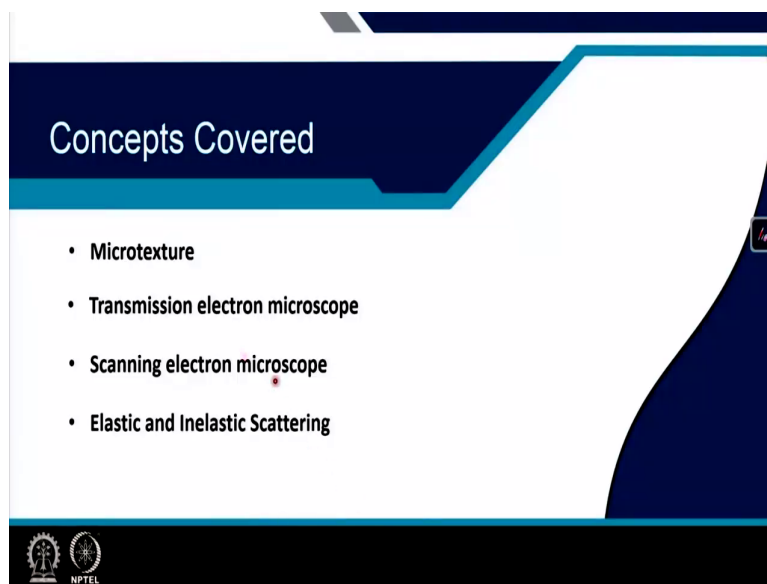 Concepts Covered
• Microtexture
• Transmission electron microscope
• Scanning electron microscope
• Elastic and Inelastic Scattering
NPTEL